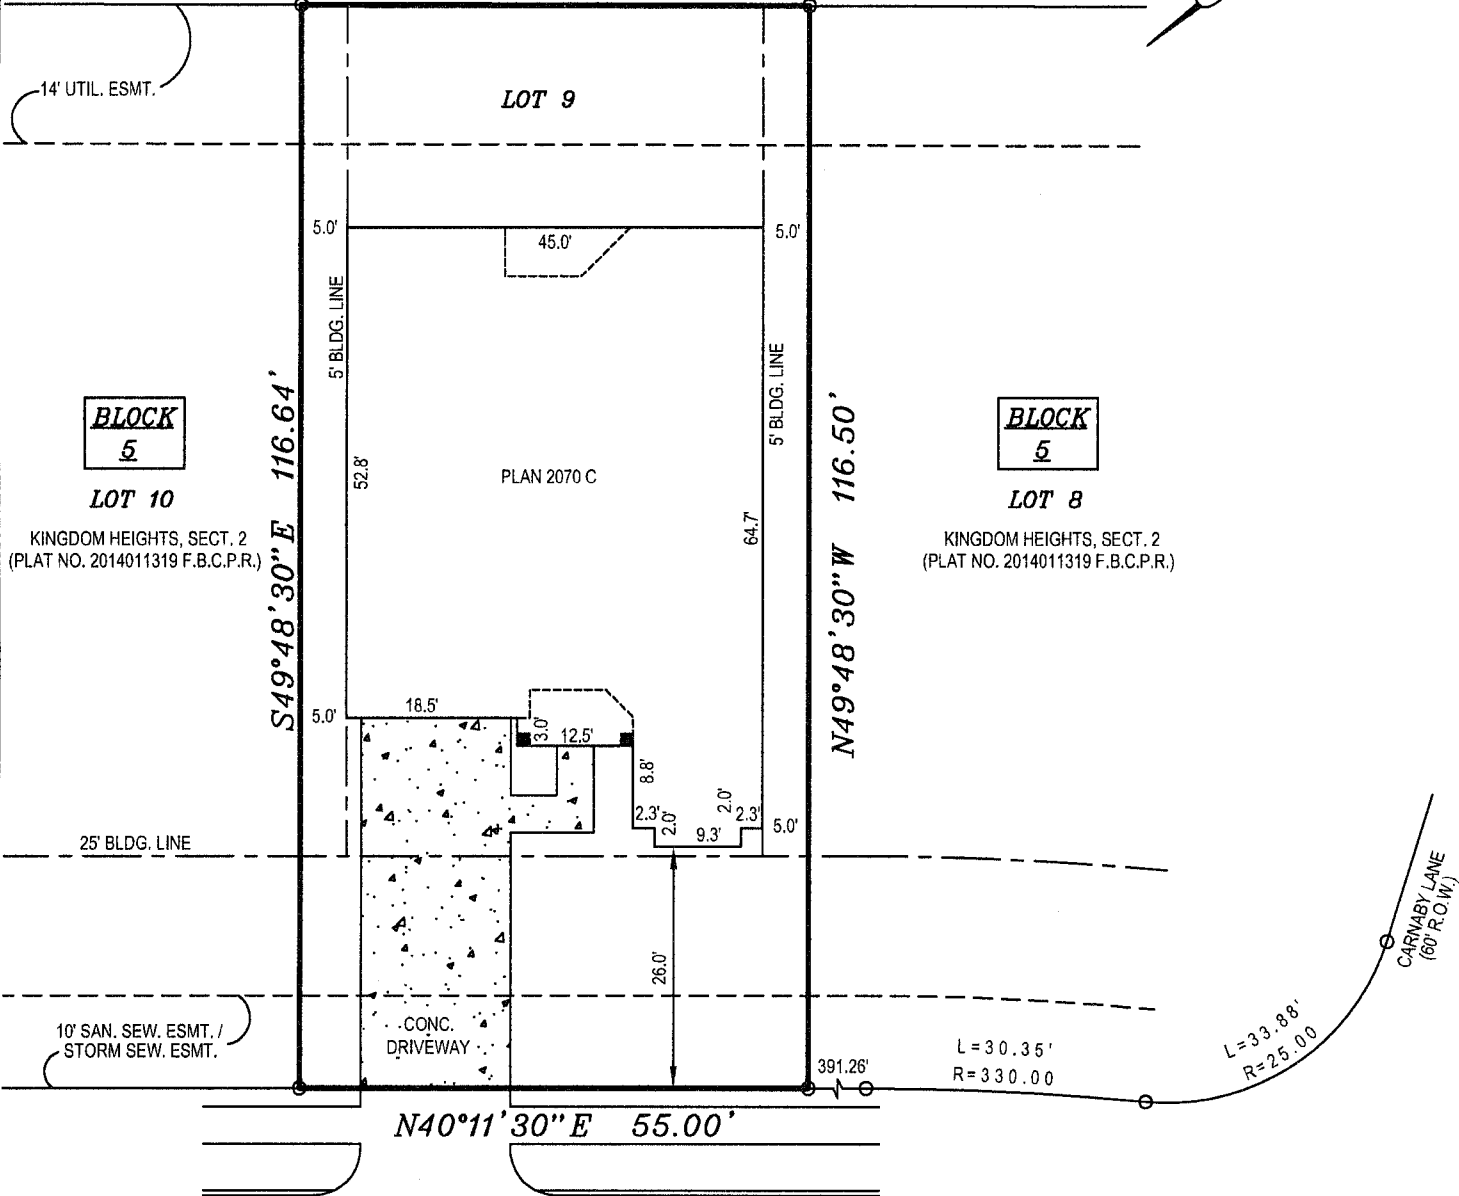 14' UTIL. ESMT.
LOT 9
5.0'
45.0'
5.0'
5' BLDG. LINE
5' BLDG. LINE
BLOCK
5
LOT 10
KINGDOM HEIGHTS, SECT. 2
(PLAT NO. 2014011319 F.B.C.P.R.)
S49°48'30"E 116.64'
52.8'
PLAN 2070 C
64.7'
N49°48'30"W 116.50'
BLOCK
5
LOT 8
KINGDOM HEIGHTS, SECT. 2
(PLAT NO. 2014011319 F.B.C.P.R.)
5.0'
18.5'
3.0'
12.5'
8.8'
2.3'
2.0'
9.3'
2.0'
2.3'
5.0'
25' BLDG. LINE
26.0'
10' SAN. SEW. ESMT. /
STORM SEW. ESMT.
CONC.
DRIVEWAY
391.26'
L=30.35'
R=330.00
L=33.88'
R=25.00
CARNABY LANE
(60' R.O.W.)
N40°11'30"E 55.00'